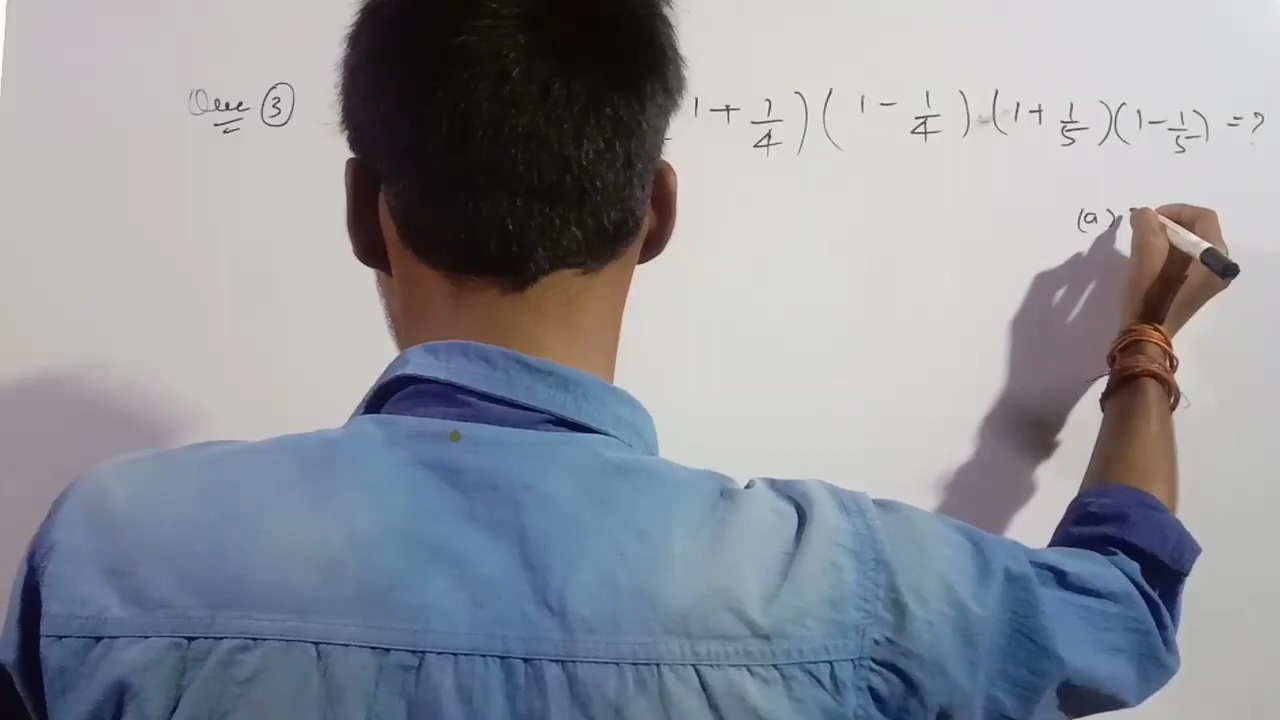 Que ③ 1 + 1/4 ) ( 1 - 1/4 ) . ( 1 + 1/5 ) ( 1 - 1/5 ) = ?
(a)